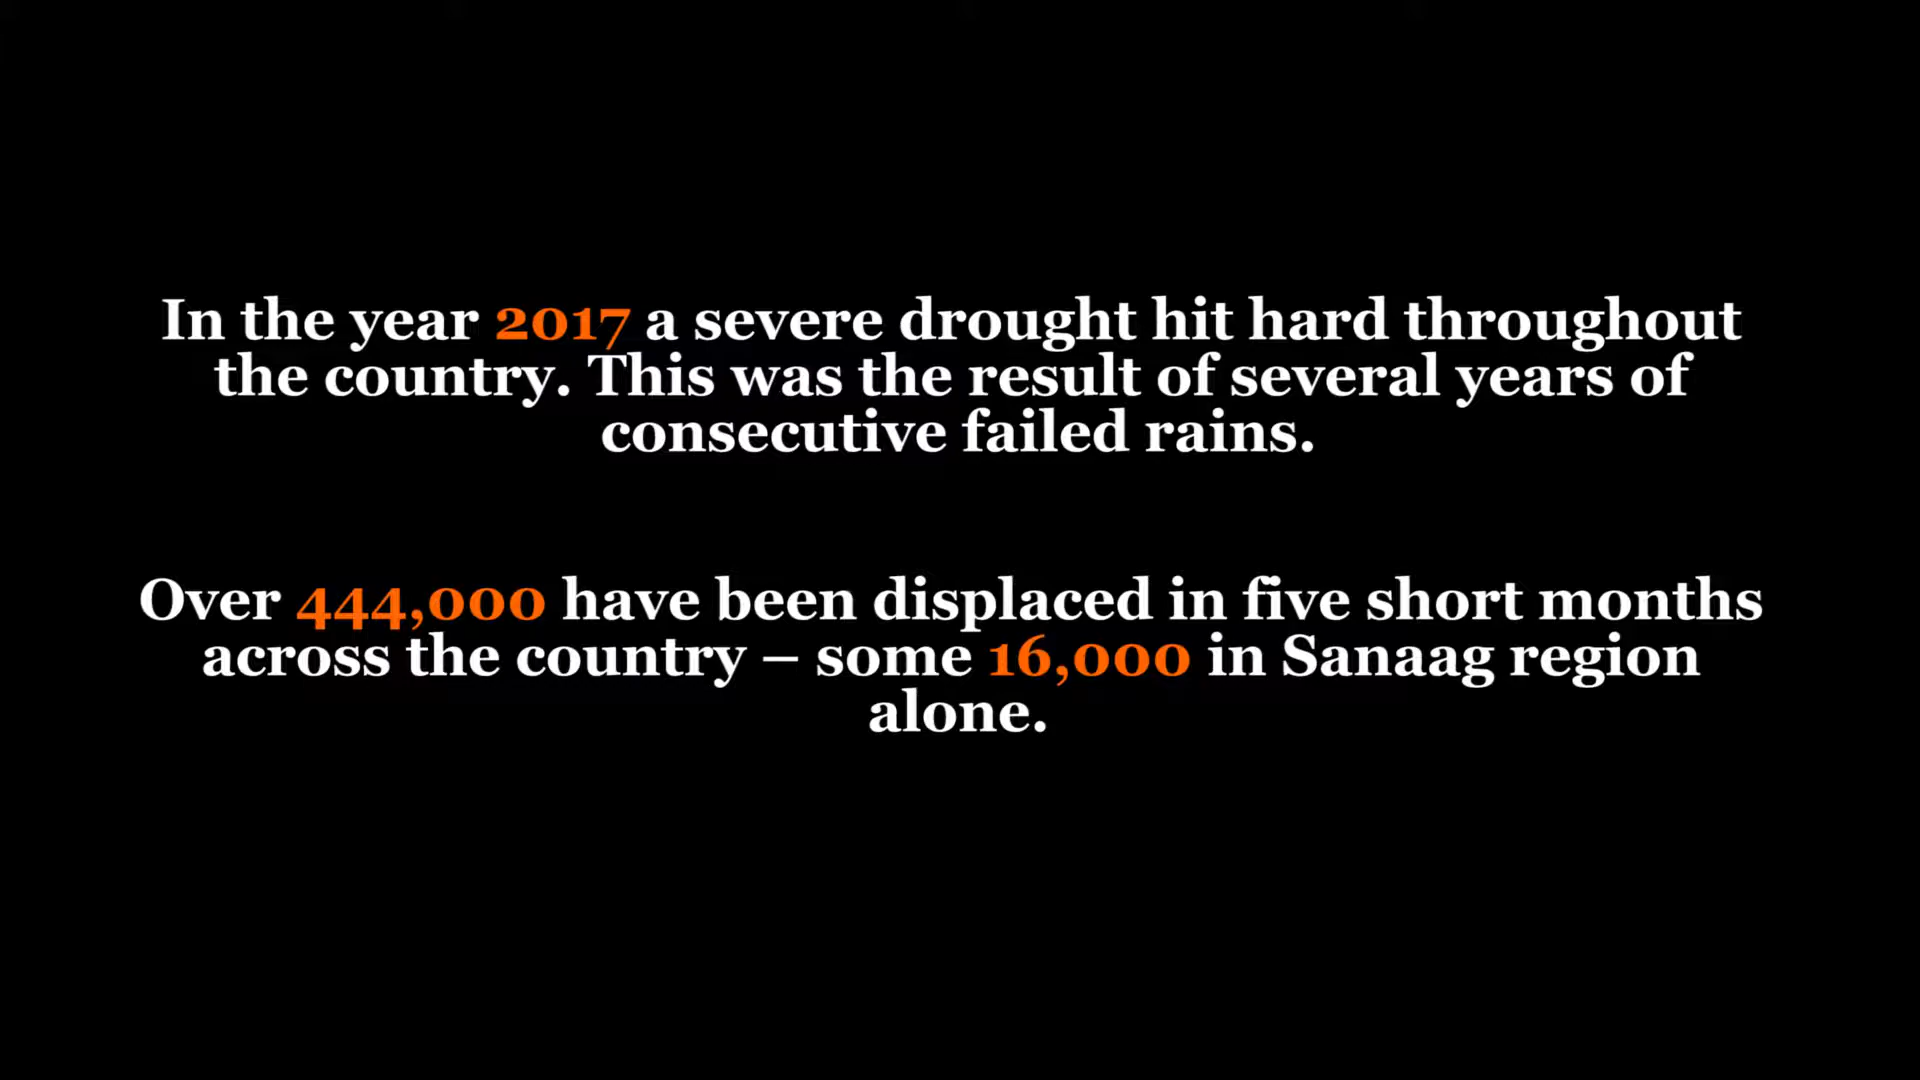 In the year 2017 a severe drought hit hard throughout
the country. This was the result of several years of
consecutive failed rains.
Over 444,000 have been displaced in five short months
across the country – some 16,000 in Sanaag region
alone.